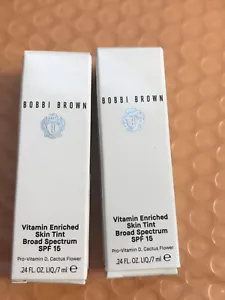 BOBBI BROWN
Vitamin Enriched
Skin Tint
Broad Spectrum
SPF 15
Pro-Vitamin D, Cactus Flower
.24 FL. OZ. LIQ./7 ml ℮
BOBBI BROWN
Vitamin Enriched
Skin Tint
Broad Spectrum
SPF 15
Pro-Vitamin D, Cactus Flower
.24 FL. OZ. LIQ./7 ml ℮